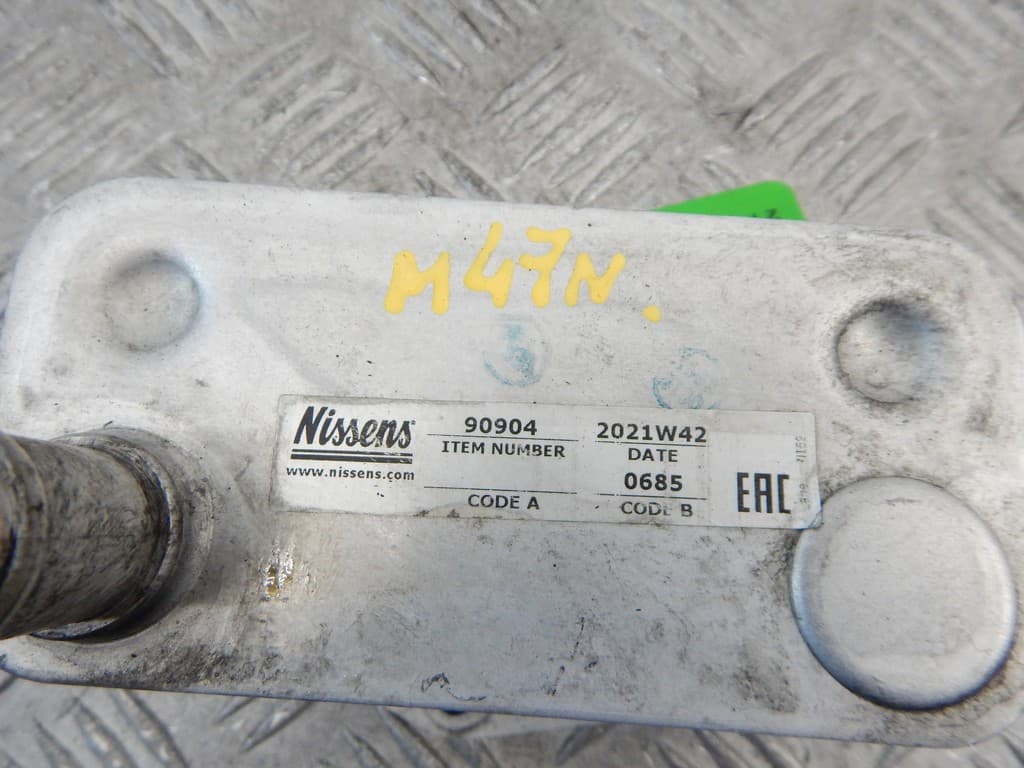 M47N.
Nissens
www.nissens.com
90904
ITEM NUMBER
CODE A
2021W42
DATE
0685
CODE B
EAC